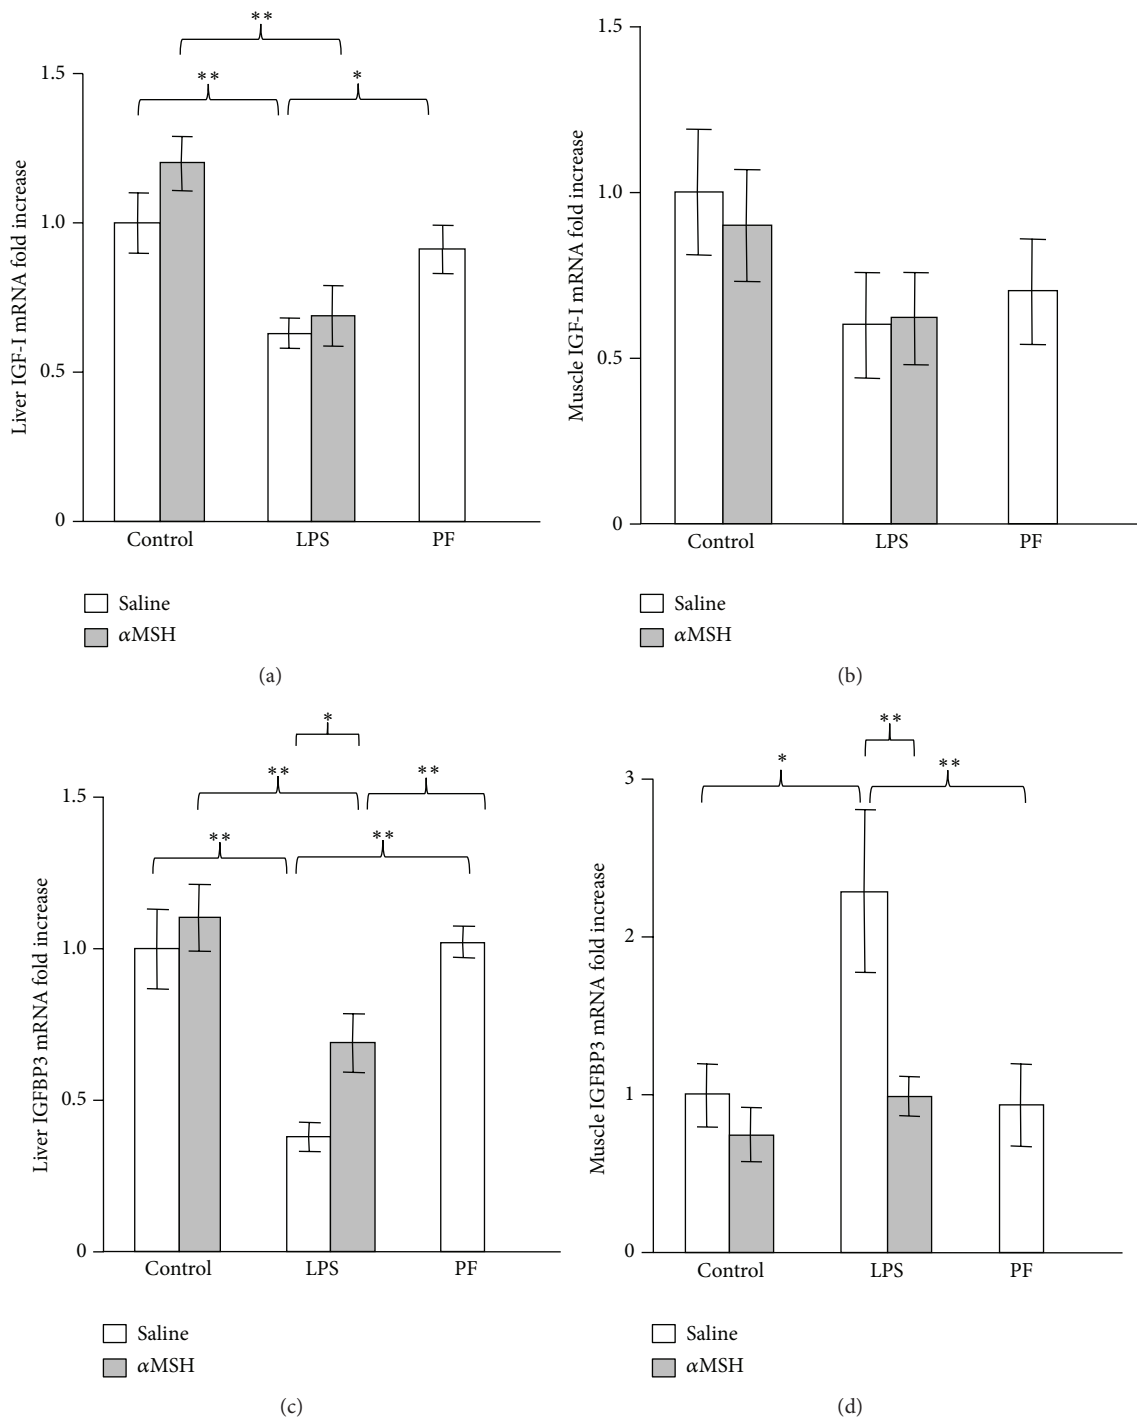 **
**
*
1.5
1.0
0.5
0
Liver IGF-I mRNA fold increase
Control LPS PF
Saline
αMSH
(a)
1.5
1.0
0.5
0
Muscle IGF-I mRNA fold increase
Control LPS PF
Saline
αMSH
(b)
*
**
**
**
**
1.5
1.0
0.5
0
Liver IGFBP3 mRNA fold increase
Control LPS PF
Saline
αMSH
(c)
**
*
**
3
2
1
0
Muscle IGFBP3 mRNA fold increase
Control LPS PF
Saline
αMSH
(d)